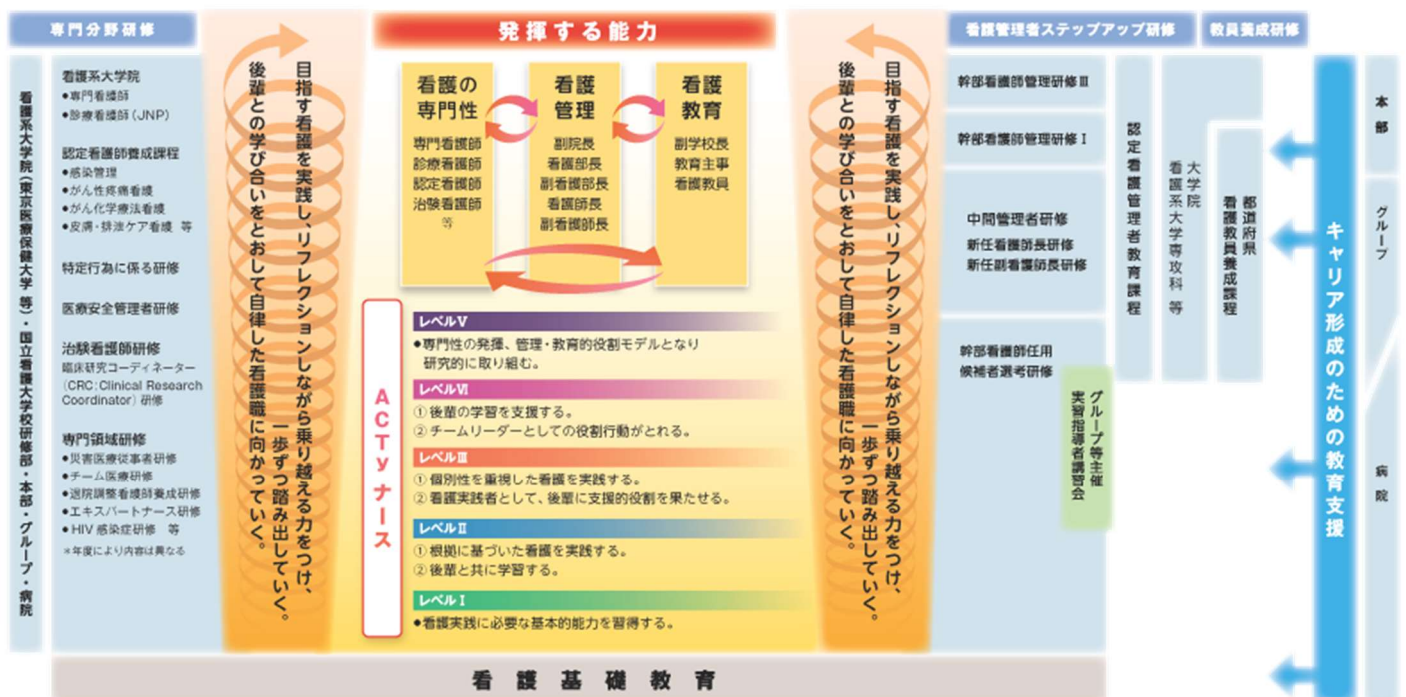 専門分野研修
看護系大学院(東京医療保健大学 等)・国立看護大学校研修部・本部・グループ・病院
看護系大学院
●専門看護師
●診療看護師(JNP)
認定看護師養成課程
●感染管理
●がん性疼痛看護
●がん化学療法看護
●皮膚・排泄ケア看護 等
特定行為に係る研修
医療安全管理者研修
治験看護師研修
臨床研究コーディネーター
(CRC:Clinical Research
Coordinator)研修
専門領域研修
●災害医療従事者研修
●チーム医療研修
●退院調整看護師養成研修
●エキスパートナース研修
●HIV 感染症研修 等
*年度により内容は異なる
目指す看護を実践し、リフレクションしながら乗り越える力をつけ、
後輩との学び合いをとおして自律した看護職に向かって
一歩ずつ踏み出していく。
発揮する能力
看護の
専門性
専門看護師
診療看護師
認定看護師
治験看護師
等
看護
管理
副院長
看護部長
副看護部長
看護師長
副看護師長
看護
教育
副学校長
教育主事
看護教員
ACTyナース
レベルⅤ
●専門性の発揮、管理・教育的役割モデルとなり
研究的に取り組む。
レベルⅥ
① 後輩の学習を支援する。
② チームリーダーとしての役割行動がとれる。
レベルⅢ
① 個別性を重視した看護を実践する。
② 看護実践者として、後輩に支援的役割を果たせる。
レベルⅡ
① 根拠に基づいた看護を実践する。
② 後輩と共に学習する。
レベルⅠ
●看護実践に必要な基本的能力を習得する。
目指す看護を実践し、リフレクションしながら乗り越える力をつけ、
後輩との学び合いをとおして自律した看護職に向かって
一歩ずつ踏み出していく。
看護管理者ステップアップ研修
幹部看護師管理研修Ⅲ
幹部看護師管理研修Ⅰ
中間管理者研修
新任看護師長研修
新任副看護師長研修
幹部看護師任用
候補者選考研修
グループ等主催
実習指導者講習会
認定看護管理者教育課程
教員養成研修
大学院
看護系大学専攻科 等
都道府県
看護教員養成課程
キャリア形成のための教育支援
本部
グループ
病院
看護基礎教育